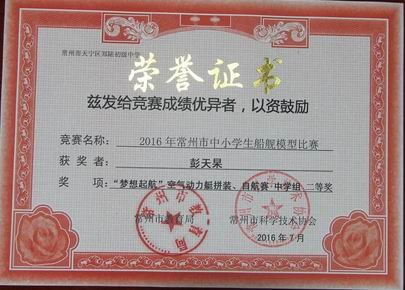 常州市天宁区郑陆初级中学
荣誉证书
兹发给竞赛成绩优异者，以资鼓励
竞赛名称： 2016年常州市中小学生船舰模型比赛
获奖者： 彭天杲
奖项： “梦想起航”空气动力艇拼装、自航赛 中学组 二等奖
常州市教育局 常州市科学技术协会
2016年7月